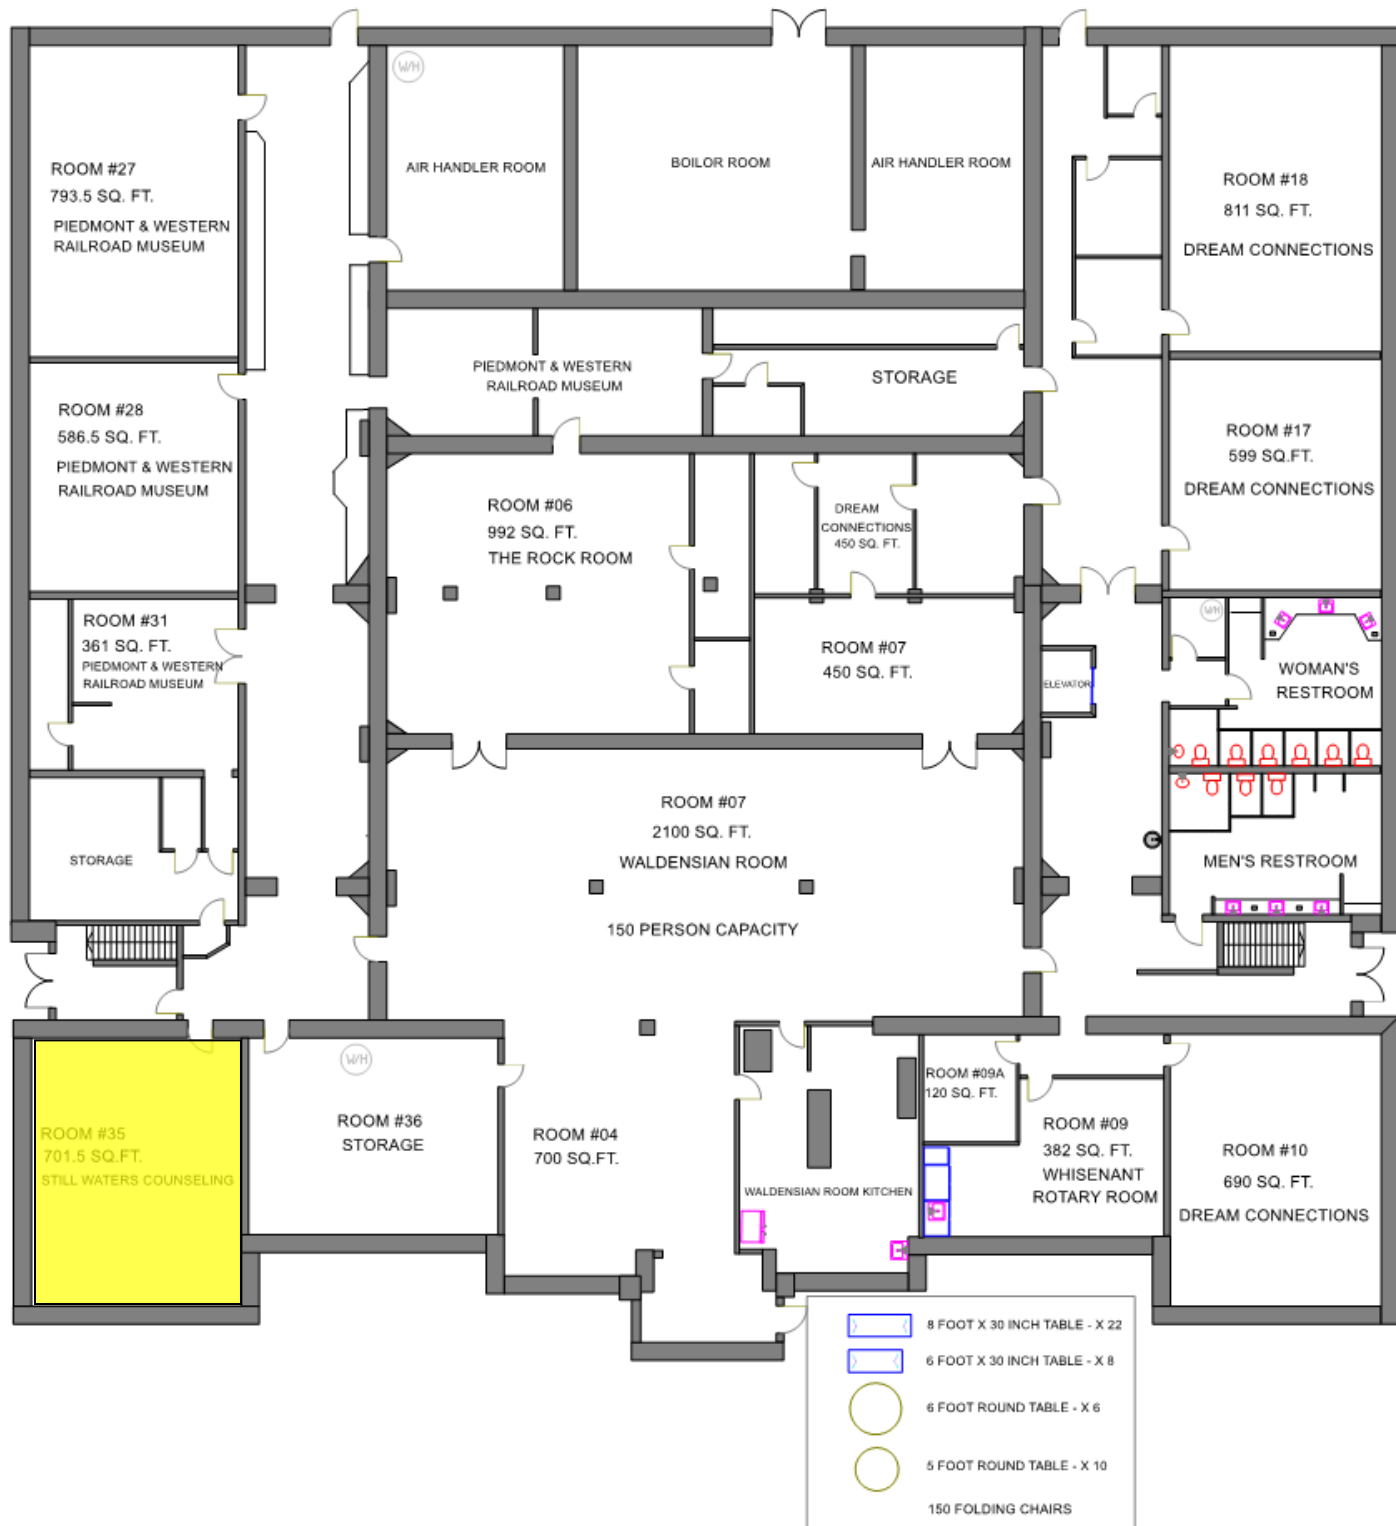 W/H
AIR HANDLER ROOM
BOILOR ROOM
AIR HANDLER ROOM
ROOM #27
793.5 SQ. FT.
PIEDMONT & WESTERN
RAILROAD MUSEUM
ROOM #18
811 SQ. FT.
DREAM CONNECTIONS
PIEDMONT & WESTERN
RAILROAD MUSEUM
STORAGE
ROOM #28
586.5 SQ. FT.
PIEDMONT & WESTERN
RAILROAD MUSEUM
ROOM #17
599 SQ.FT.
DREAM CONNECTIONS
ROOM #06
992 SQ. FT.
THE ROCK ROOM
DREAM
CONNECTIONS
450 SQ. FT.
ROOM #31
361 SQ. FT.
PIEDMONT & WESTERN
RAILROAD MUSEUM
ROOM #07
450 SQ. FT.
ELEVATOR
W/H
WOMAN'S
RESTROOM
ROOM #07
2100 SQ. FT.
WALDENSIAN ROOM
150 PERSON CAPACITY
STORAGE
MEN'S RESTROOM
ROOM #35
701.5 SQ.FT.
STILL WATERS COUNSELING
W/H
ROOM #36
STORAGE
ROOM #04
700 SQ.FT.
WALDENSIAN ROOM KITCHEN
ROOM #09A
120 SQ. FT.
ROOM #09
382 SQ. FT.
WHISENANT
ROTARY ROOM
ROOM #10
690 SQ. FT.
DREAM CONNECTIONS
8 FOOT X 30 INCH TABLE - X 22
6 FOOT X 30 INCH TABLE - X 8
6 FOOT ROUND TABLE - X 6
5 FOOT ROUND TABLE - X 10
150 FOLDING CHAIRS